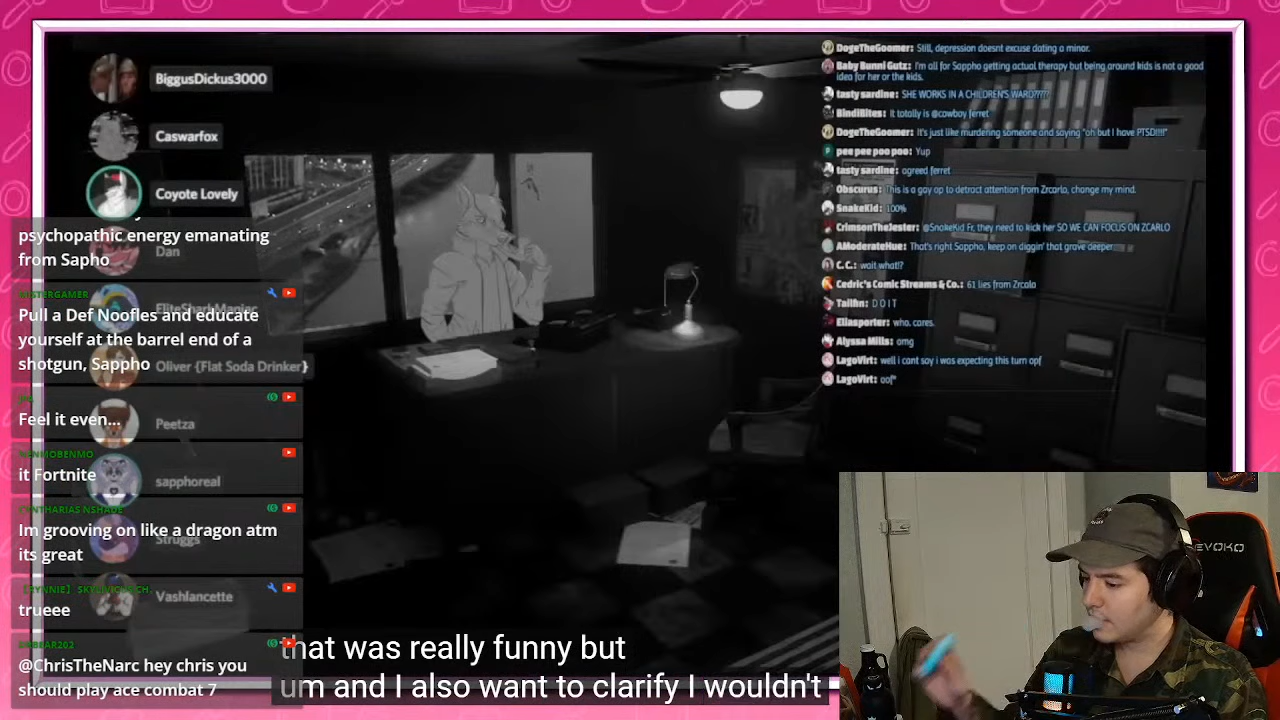 BiggusDickus3000
Caswarfox
Coyote Lovely
Dan
EliteSharkManiac
Oliver {Flat Soda Drinker}
Peetza
sapphoreal
Struggs
Vashlancette
psychopathic energy emanating
from Sapho
Pull a Def Noofles and educate
yourself at the barrel end of a
shotgun, Sappho
Feel it even...
it Fortnite
Im grooving on like a dragon atm
its great
trueee
@ChrisTheNarc hey chris you
should play ace combat 7
DogeTheGoomer: Still, depression doesnt excuse dating a minor.
Baby Bunni Gutz: I'm all for Sappho getting actual therapy but being around kids is not a good
idea for her or the kids.
tasty sardine: SHE WORKS IN A CHILDREN'S WARD?????
BindiBites: it totally is @cowboy ferret
DogeTheGoomer: It's just like murdering someone and saying "oh but I have PTSD!!!!"
pee pee poo poo: Yup
tasty sardine: agreed ferret
Obscurus: This is a gay op to detract attention from Zrcarlo, change my mind.
SnakeKid: 100%
CrimsonTheJester: @SnakeKid Fr, they need to kick her SO WE CAN FOCUS ON ZCARLO
AModerateHue: That's right Sappho, keep on diggin' that grave deeper
C. C.: wait what!?
Cedric's Comic Streams & Co.: 61 lies from Zrcalo
Tailfin: D O I T
Eliasporter: who. cares.
Alyssa Mills: omg
LagoVirt: well i cant say i was expecting this turn opf
LagoVirt: oof*
that was really funny but
um and I also want to clarify I wouldn't
EVOKO